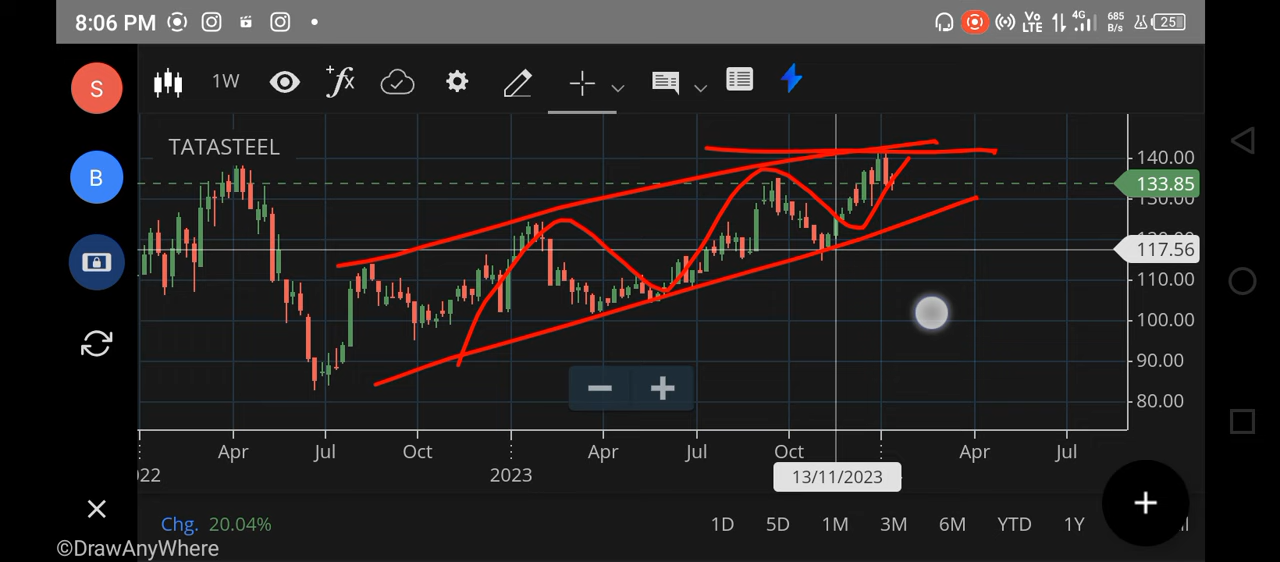 8:06 PM Vo LTE 4G 685 B/s 25
S 1W +fx
TATASTEEL
B
140.00
133.85
130.00
117.56
110.00
100.00
90.00
80.00
Apr Jul Oct Apr Jul Oct Apr Jul
2023
13/11/2023
Chg. 20.04% 1D 5D 1M 3M 6M YTD 1Y
©DrawAnyWhere